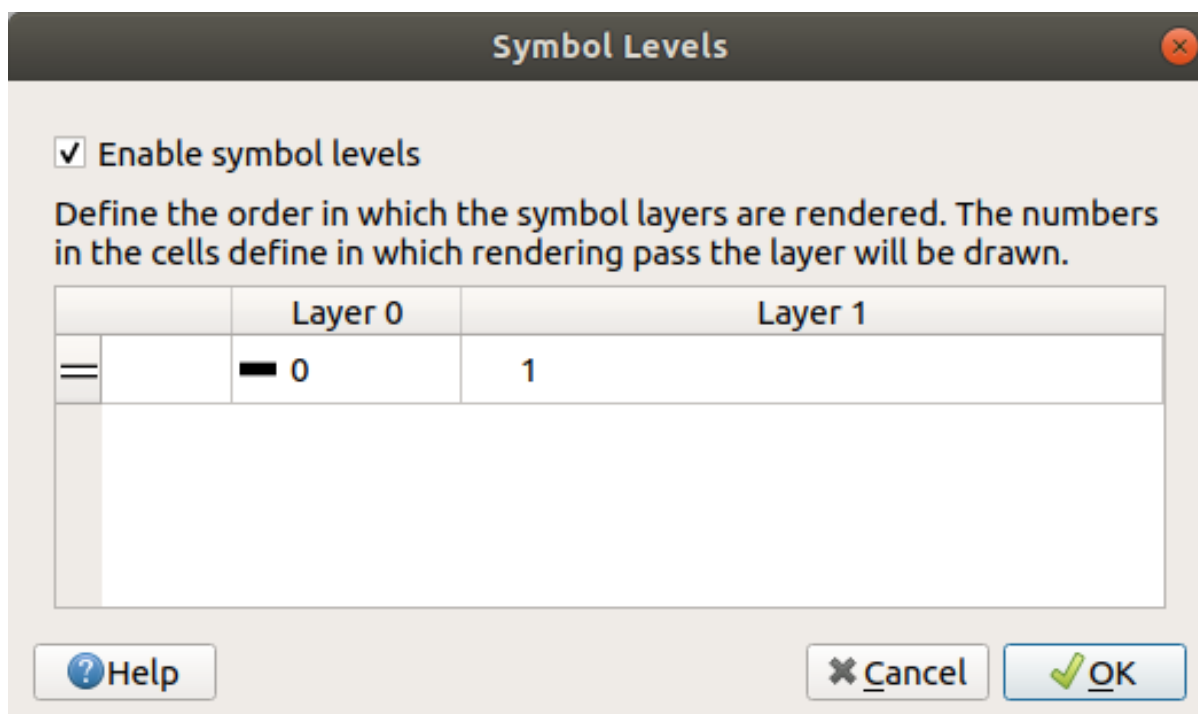 Symbol Levels
Enable symbol levels
Define the order in which the symbol layers are rendered. The numbers
in the cells define in which rendering pass the layer will be drawn.
Layer 0 Layer 1
0 1
Help Cancel OK